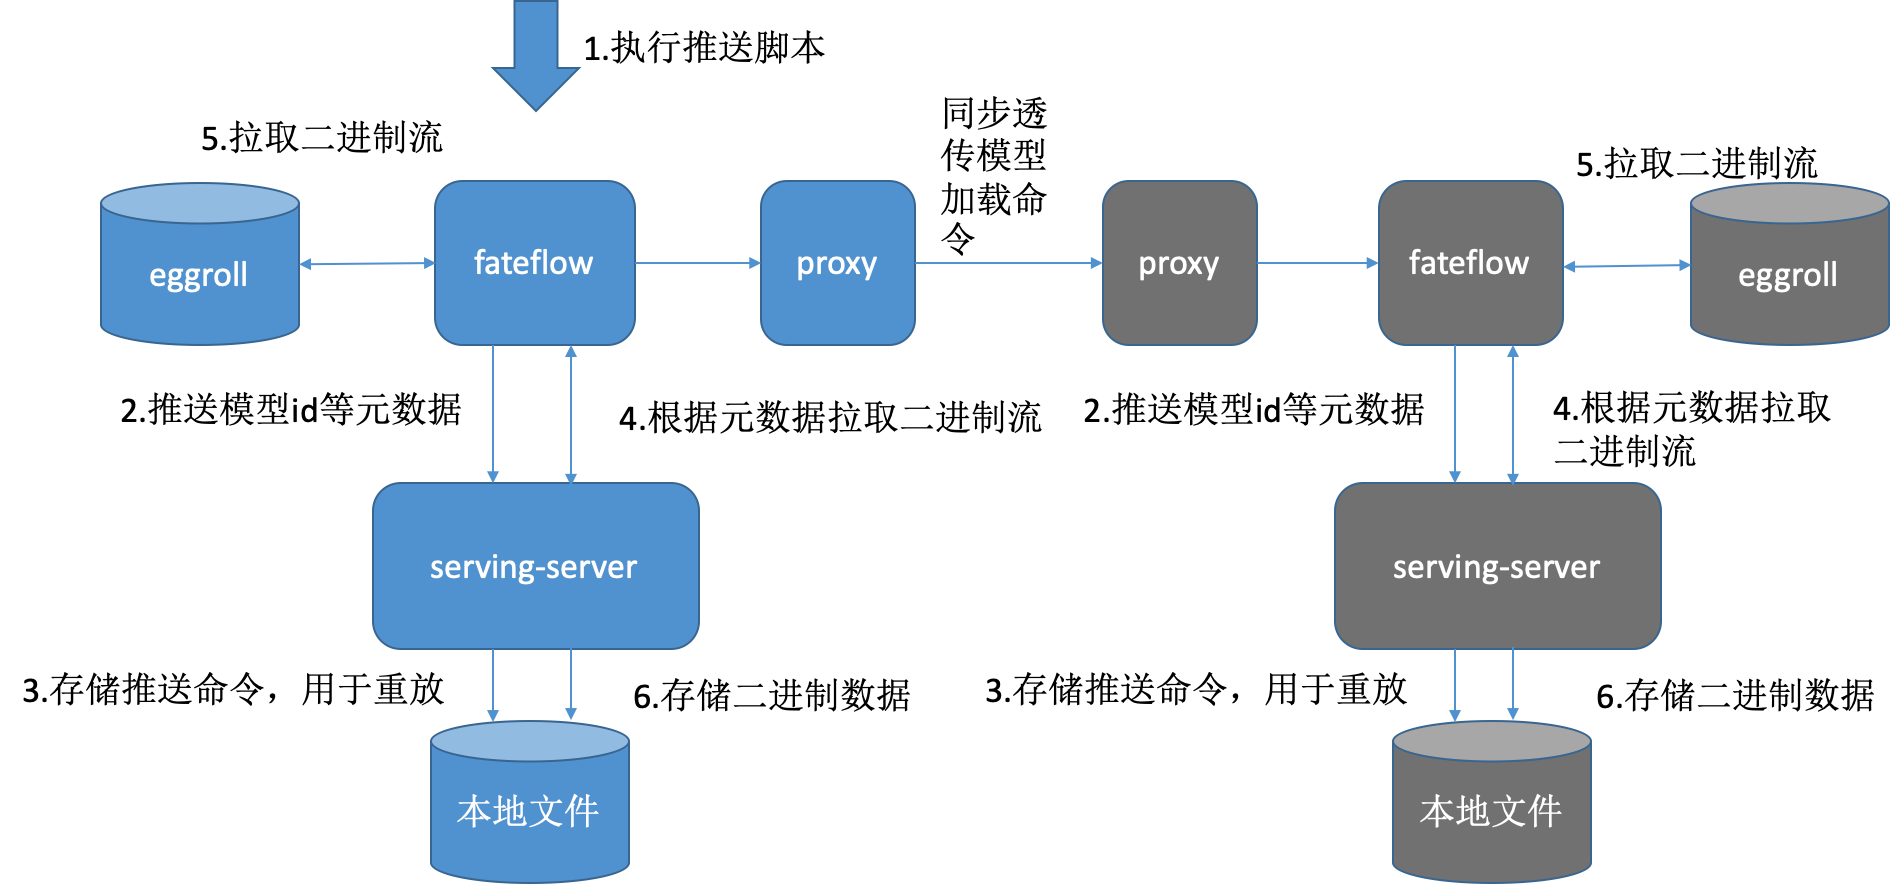 1.执行推送脚本
同步透
传模型
加载命
令
5.拉取二进制流
5.拉取二进制流
eggroll
fateflow
proxy
proxy
fateflow
eggroll
2.推送模型id等元数据
4.根据元数据拉取二进制流
2.推送模型id等元数据
4.根据元数据拉取
二进制流
serving-server
serving-server
3.存储推送命令，用于重放
6.存储二进制数据
3.存储推送命令，用于重放
6.存储二进制数据
本地文件
本地文件